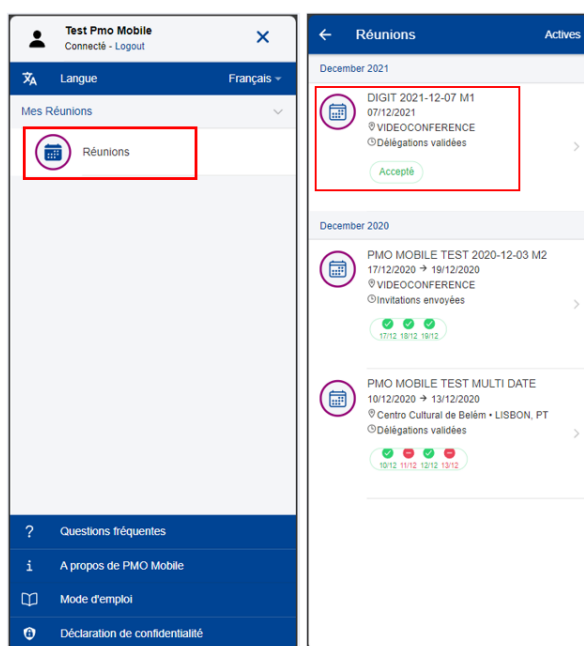 Test Pmo Mobile
Connecté - Logout
Langue
Français
Mes Réunions
Réunions
Questions fréquentes
A propos de PMO Mobile
Mode d'emploi
Déclaration de confidentialité
Réunions
Actives
December 2021
DIGIT 2021-12-07 M1
07/12/2021
VIDEOCONFERENCE
Délégations validées
Accepté
December 2020
PMO MOBILE TEST 2020-12-03 M2
17/12/2020 → 19/12/2020
VIDEOCONFERENCE
Invitations envoyées
17/12 18/12 19/12
PMO MOBILE TEST MULTI DATE
10/12/2020 → 13/12/2020
Centro Cultural de Belém • LISBON, PT
Délégations validées
10/12 11/12 12/12 13/12